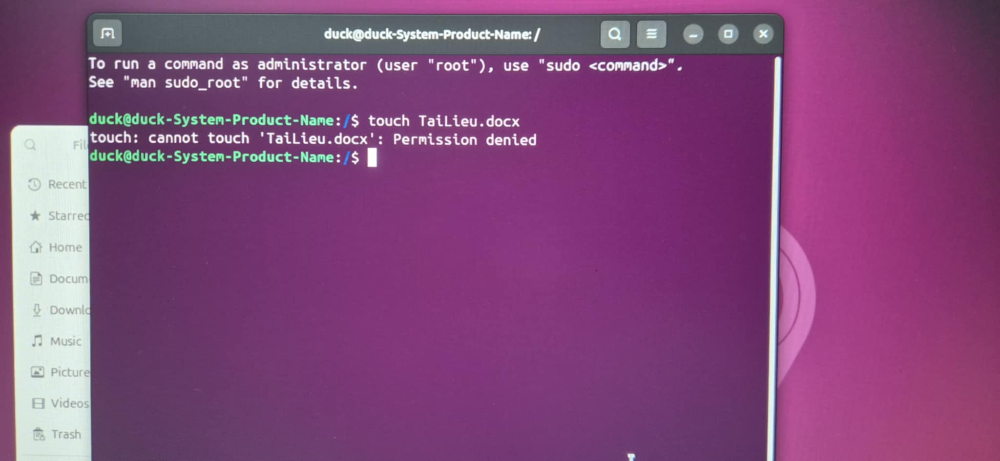 duck@duck-System-Product-Name: /
To run a command as administrator (user "root"), use "sudo <command>".
See "man sudo_root" for details.
duck@duck-System-Product-Name:/$ touch TaiLieu.docx
touch: cannot touch 'TaiLieu.docx': Permission denied
duck@duck-System-Product-Name:/$
Fil
Recent
Starred
Home
Docum
Downlo
Music
Picture
Videos
Trash